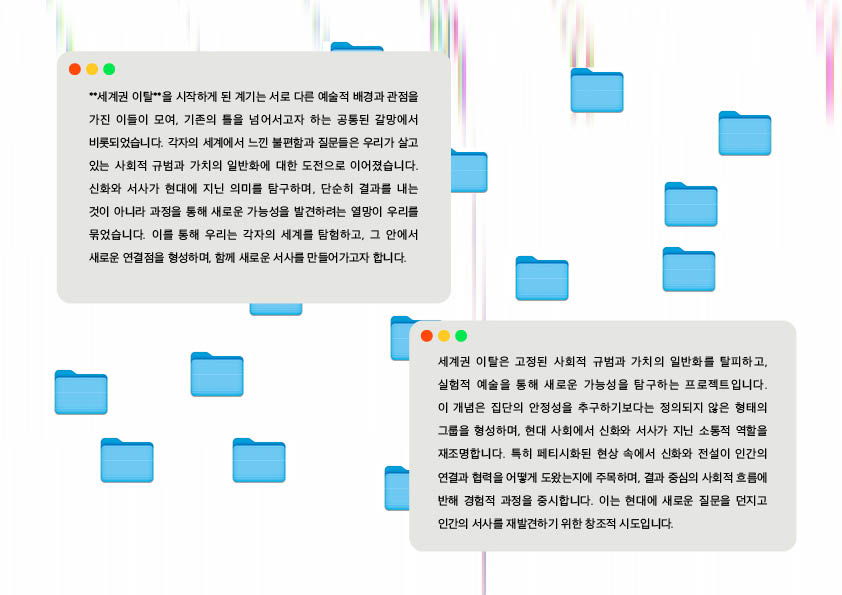 **세계권 이탈**을 시작하게 된 계기는 서로 다른 예술적 배경과 관점을
가진 이들이 모여, 기존의 틀을 넘어서고자 하는 공통된 갈망에서
비롯되었습니다. 각자의 세계에서 느낀 불편함과 질문들은 우리가 살고
있는 사회적 규범과 가치의 일반화에 대한 도전으로 이어졌습니다.
신화와 서사가 현대에 지닌 의미를 탐구하며, 단순히 결과를 내는
것이 아니라 과정을 통해 새로운 가능성을 발견하려는 열망이 우리를
묶었습니다. 이를 통해 우리는 각자의 세계를 탐험하고, 그 안에서
새로운 연결점을 형성하며, 함께 새로운 서사를 만들어가고자 합니다.
세계권 이탈은 고정된 사회적 규범과 가치의 일반화를 탈피하고,
실험적 예술을 통해 새로운 가능성을 탐구하는 프로젝트입니다.
이 개념은 집단의 안정성을 추구하기보다는 정의되지 않은 형태의
그룹을 형성하며, 현대 사회에서 신화와 서사가 지닌 소통적 역할을
재조명합니다. 특히 페티시화된 현상 속에서 신화와 전설이 인간의
연결과 협력을 어떻게 도왔는지에 주목하며, 결과 중심의 사회적 흐름에
반해 경험적 과정을 중시합니다. 이는 현대에 새로운 질문을 던지고
인간의 서사를 재발견하기 위한 창조적 시도입니다.